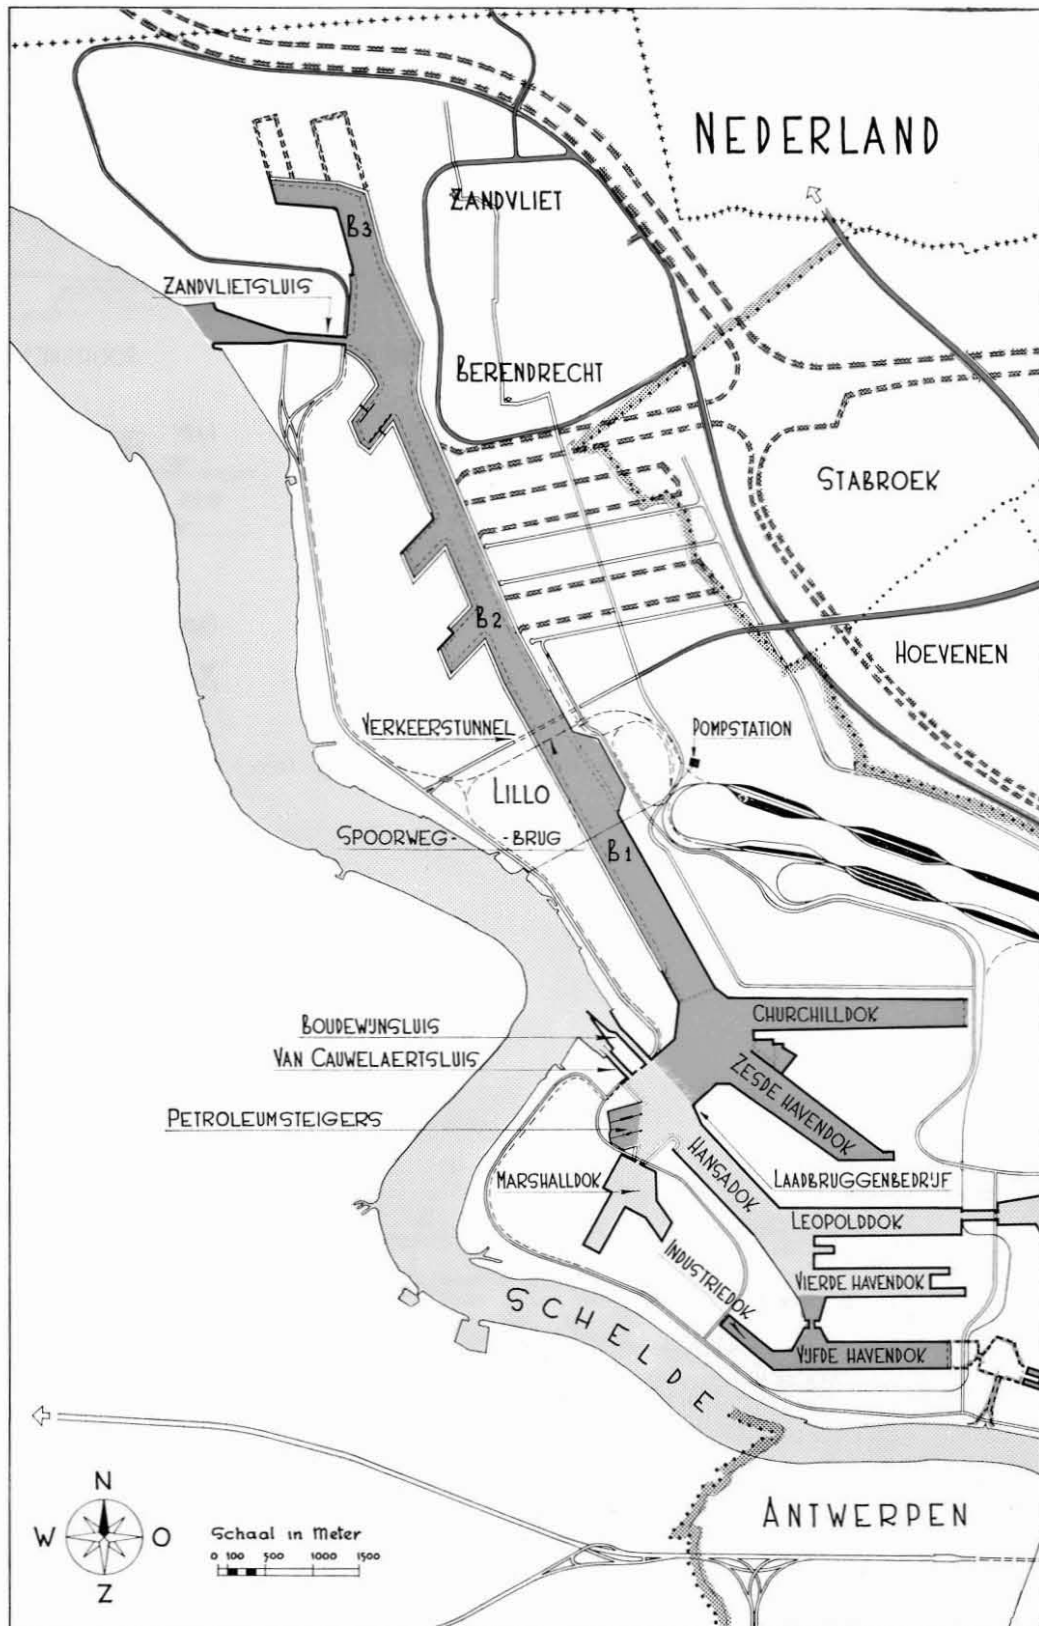 NEDERLAND
ZANDVLIET
B3
ZANDVLIETSLUIS
BERENDRECHT
STABROEK
B2
HOEVENEN
VERKEERSTUNNEL
POMPSTATION
LILLO
SPOORWEG- -BRUG
B1
CHURCHILLDOK
BOUDEWIJNSLUIS
VAN CAUWELAERTSLUIS
ZESDE HAVENDOK
PETROLEUMSTEIGERS
HANSADOK
MARSHALLDOK
LAADBRUGGENBEDRIJF
LEOPOLDDOK
INDUSTRIEDOK
VIERDE HAVENDOK
SCHELDE
VIJFDE HAVENDOK
ANTWERPEN
N
W O
Z
Schaal in Meter
0 100 500 1000 1500